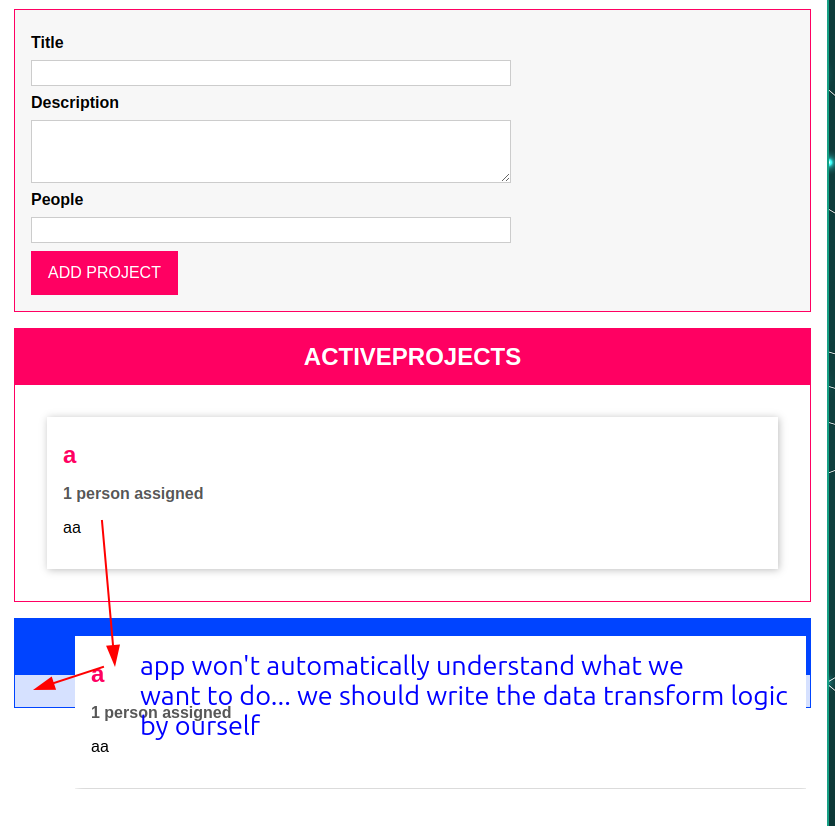 Title
Description
People
ADD PROJECT
ACTIVEPROJECTS
a
1 person assigned
aa
a
app won't automatically understand what we
want to do... we should write the data transform logic
by ourself
1 person assigned
aa